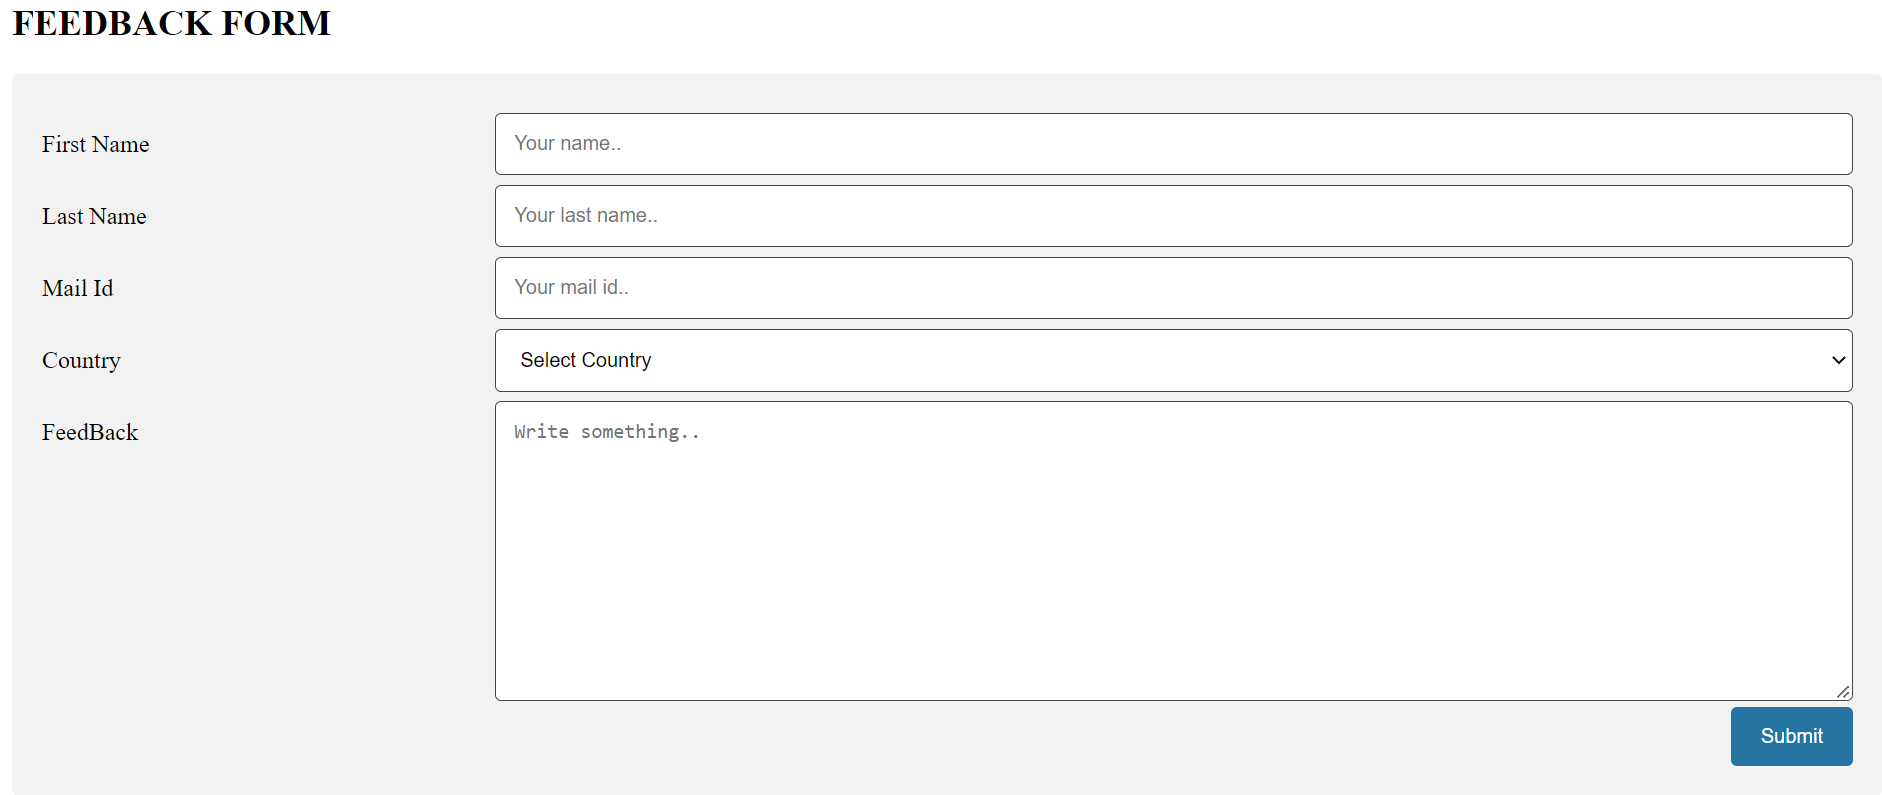 FEEDBACK FORM
First Name
Your name..
Last Name
Your last name..
Mail Id
Your mail id..
Country
Select Country
FeedBack
Write something..
Submit